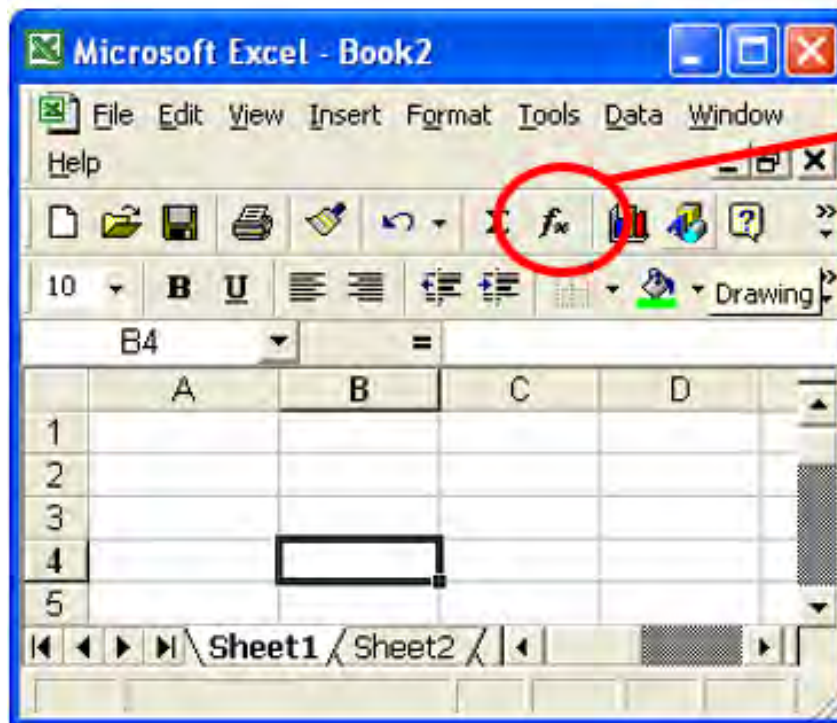 Microsoft Excel - Book2
File Edit View Insert Format Tools Data Window
Help
Σ fx ?
10 B U Drawing
B4 =
A B C D
1
2
3
4
5
Sheet1 Sheet2